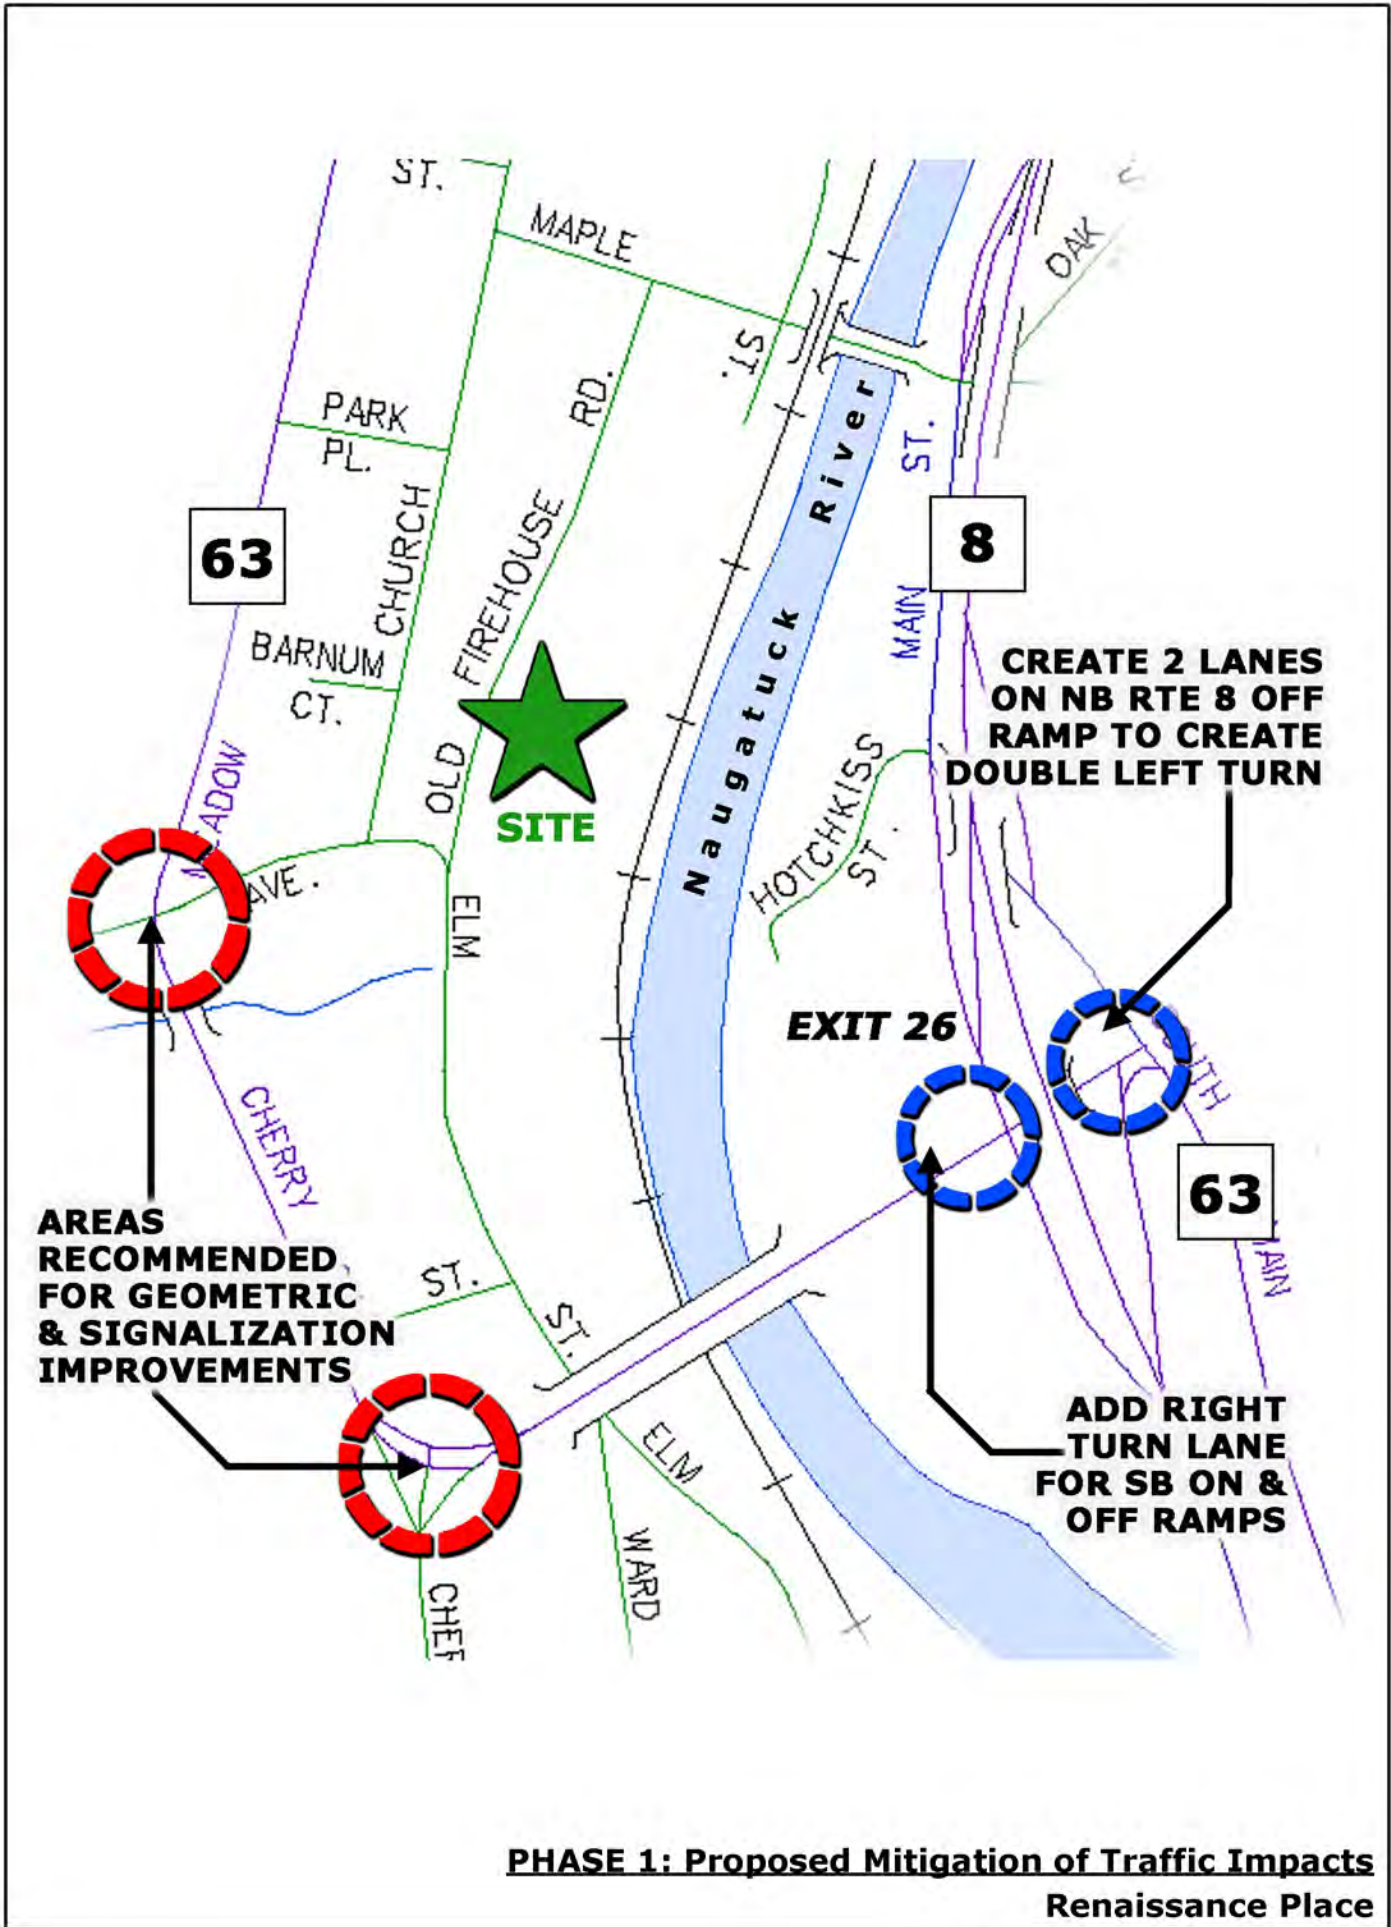 ST.
MAPLE
OAK
ST.
PARK
PL.
RD.
River
ST.
63
CHURCH
FIREHOUSE
8
BARNUM
CT.
MAIN
Naugatuck
CREATE 2 LANES
ON NB RTE 8 OFF
RAMP TO CREATE
DOUBLE LEFT TURN
OLD
SITE
HOTCHKISS
ST.
AVE.
ELM
EXIT 26
CHERRY
63
AREAS
RECOMMENDED
FOR GEOMETRIC
& SIGNALIZATION
IMPROVEMENTS
ST.
ST.
ADD RIGHT
TURN LANE
FOR SB ON &
OFF RAMPS
ELM
WARD
PHASE 1: Proposed Mitigation of Traffic Impacts
Renaissance Place